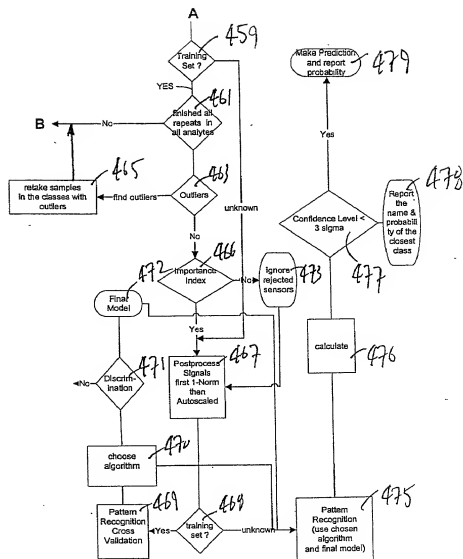 A
Training
Set ?
459
YES
461
finished all
repeats in
all analytes
No
B
465
retake samples
in the classes with
outliers
find outliers
463
Outliers
unknown
No
466
Importance
Index
No
473
Ignore
rejected
sensors
472
Final
Model
Yes
467
Postprocess
Signals
first 1-Norm
then
Autoscaled
471
Discrim-
ination
No
470
choose
algorithm
469
Pattern
Recognition
Cross
Validation
Yes
468
training
set ?
unknown
479
Make Prediction
and report
probability
Yes
478
Report
the
name &
probabil
ity of the
closest
class
Confidence Level <
3 sigma
477
calculate
476
475
Pattern
Recognition
(use chosen
algorithm
and final model)